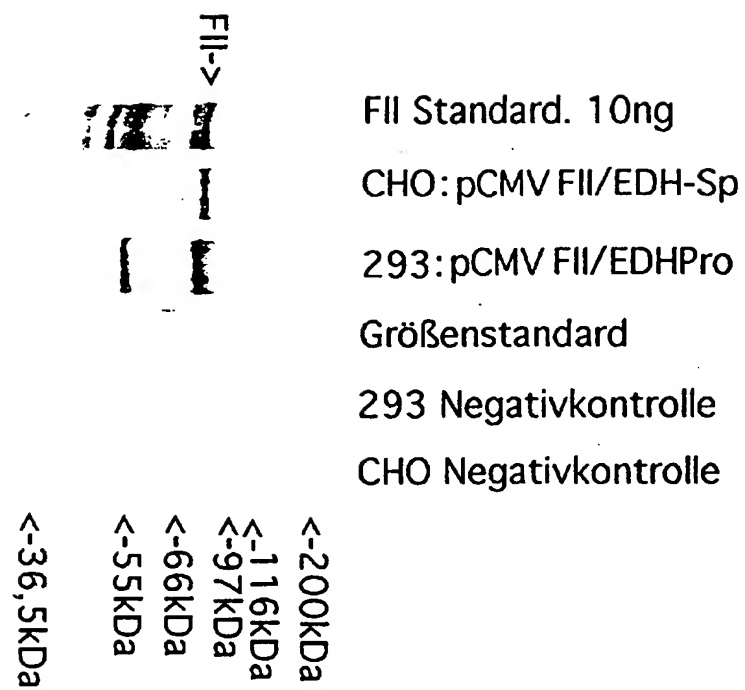 FII->
FII Standard. 10ng
CHO: pCMV FII/EDH-Sp
293: pCMV FII/EDHPro
Größenstandard
293 Negativkontrolle
CHO Negativkontrolle
<-200kDa
<-116kDa
<-97kDa
<-66kDa
<-55kDa
<-36,5kDa